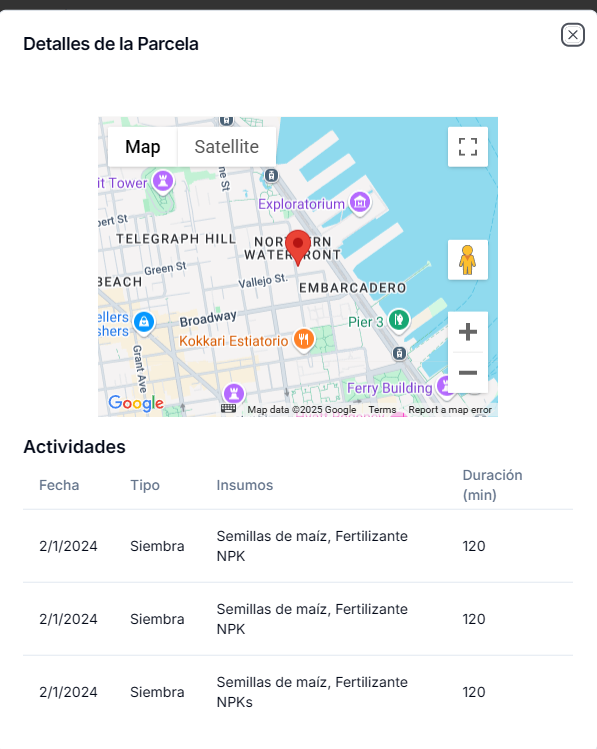 Detalles de la Parcela
Map
Satellite
it Tower
Exploratorium
bert St
TELEGRAPH HILL
NORTHERN
WATERFRONT
Green St
Vallejo St.
BEACH
EMBARCADERO
ellers
shers
Broadway
Pier 3
Kokkari Estiatorio
Grant Ave
Ferry Building
Google
Map data ©2025 Google
Terms
Report a map error
Actividades
Fecha
Tipo
Insumos
Duración
(min)
2/1/2024
Siembra
Semillas de maíz, Fertilizante
NPK
120
2/1/2024
Siembra
Semillas de maíz, Fertilizante
NPK
120
2/1/2024
Siembra
Semillas de maíz, Fertilizante
NPKs
120